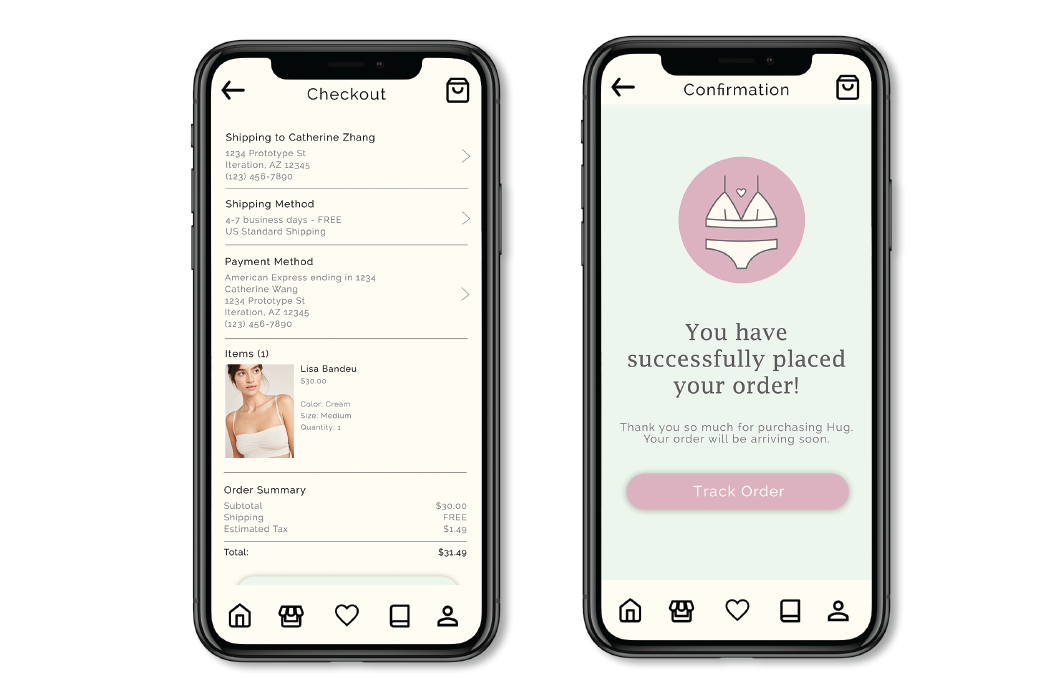 Checkout
Shipping to Catherine Zhang
1234 Prototype St
Iteration, AZ 12345
(123) 456-7890
Shipping Method
4-7 business days - FREE
US Standard Shipping
Payment Method
American Express ending in 1234
Catherine Wang
1234 Prototype St
Iteration, AZ 12345
(123) 456-7890
Items (1)
Lisa Bandeu
$30.00
Color: Cream
Size: Medium
Quantity: 1
Order Summary
Subtotal $30.00
Shipping FREE
Estimated Tax $1.49
Total: $31.49
Confirmation
You have
successfully placed
your order!
Thank you so much for purchasing Hug.
Your order will be arriving soon.
Track Order